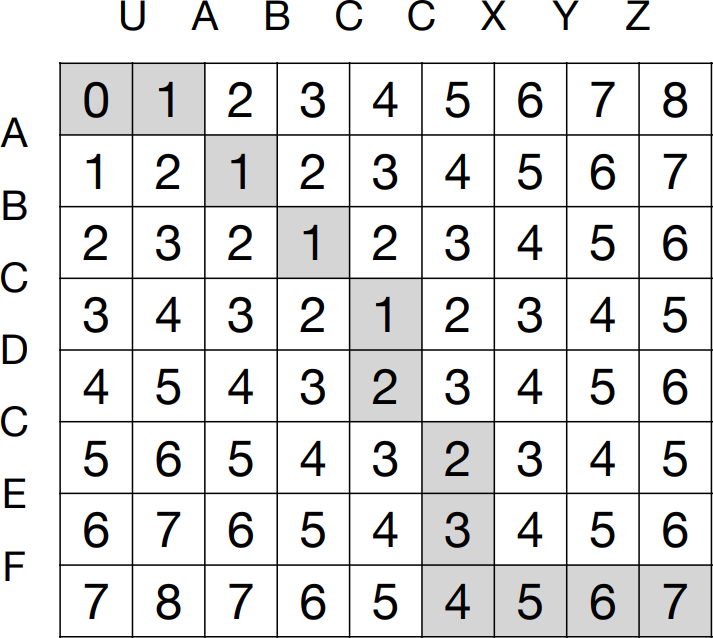 U A B C C X Y Z
0 1 2 3 4 5 6 7 8
A
1 2 1 2 3 4 5 6 7
B
2 3 2 1 2 3 4 5 6
C
3 4 3 2 1 2 3 4 5
D
4 5 4 3 2 3 4 5 6
C
5 6 5 4 3 2 3 4 5
E
6 7 6 5 4 3 4 5 6
F
7 8 7 6 5 4 5 6 7